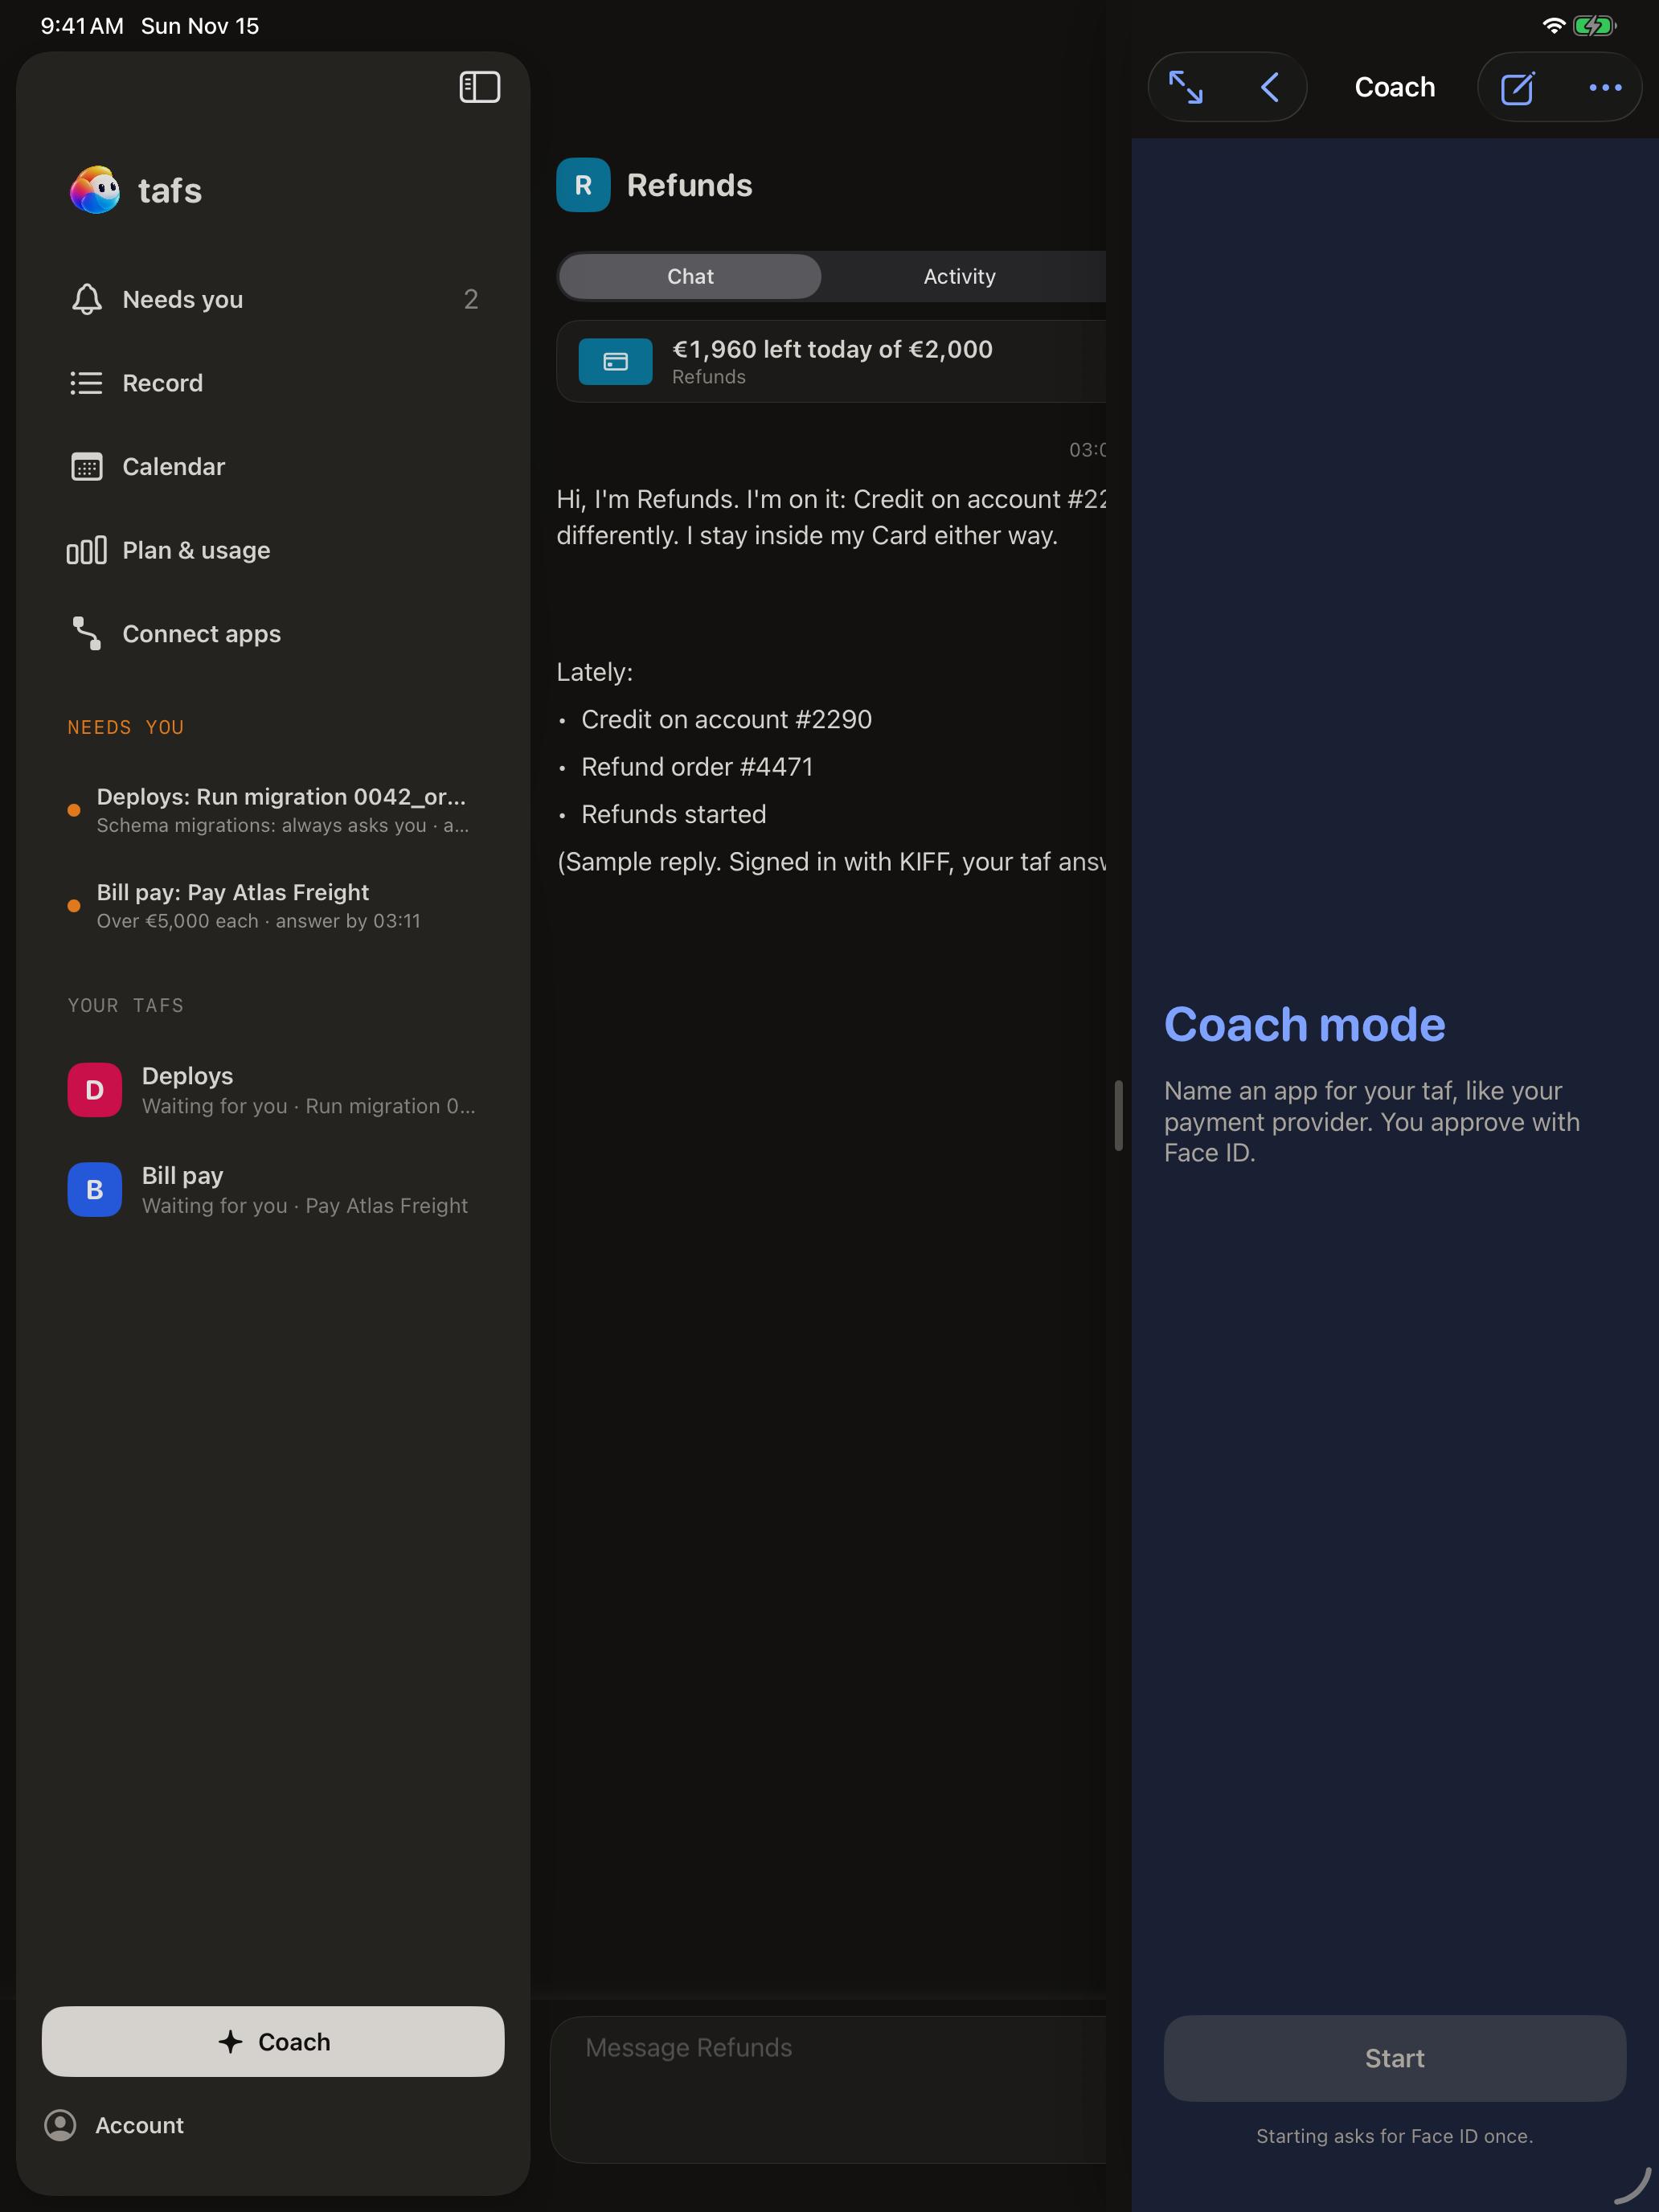 9:41 AM Sun Nov 15
tafs
Needs you 2
Record
Calendar
Plan & usage
Connect apps
NEEDS YOU
Deploys: Run migration 0042_or...
Schema migrations: always asks you · a...
Bill pay: Pay Atlas Freight
Over €5,000 each · answer by 03:11
YOUR TAFS
D
Deploys
Waiting for you · Run migration 0...
B
Bill pay
Waiting for you · Pay Atlas Freight
Coach
Account
R Refunds
Chat Activity
€1,960 left today of €2,000
Refunds
03:0
Hi, I'm Refunds. I'm on it: Credit on account #22
differently. I stay inside my Card either way.
Lately:
• Credit on account #2290
• Refund order #4471
• Refunds started
(Sample reply. Signed in with KIFF, your taf answ
Message Refunds
Coach
Coach mode
Name an app for your taf, like your
payment provider. You approve with
Face ID.
Start
Starting asks for Face ID once.